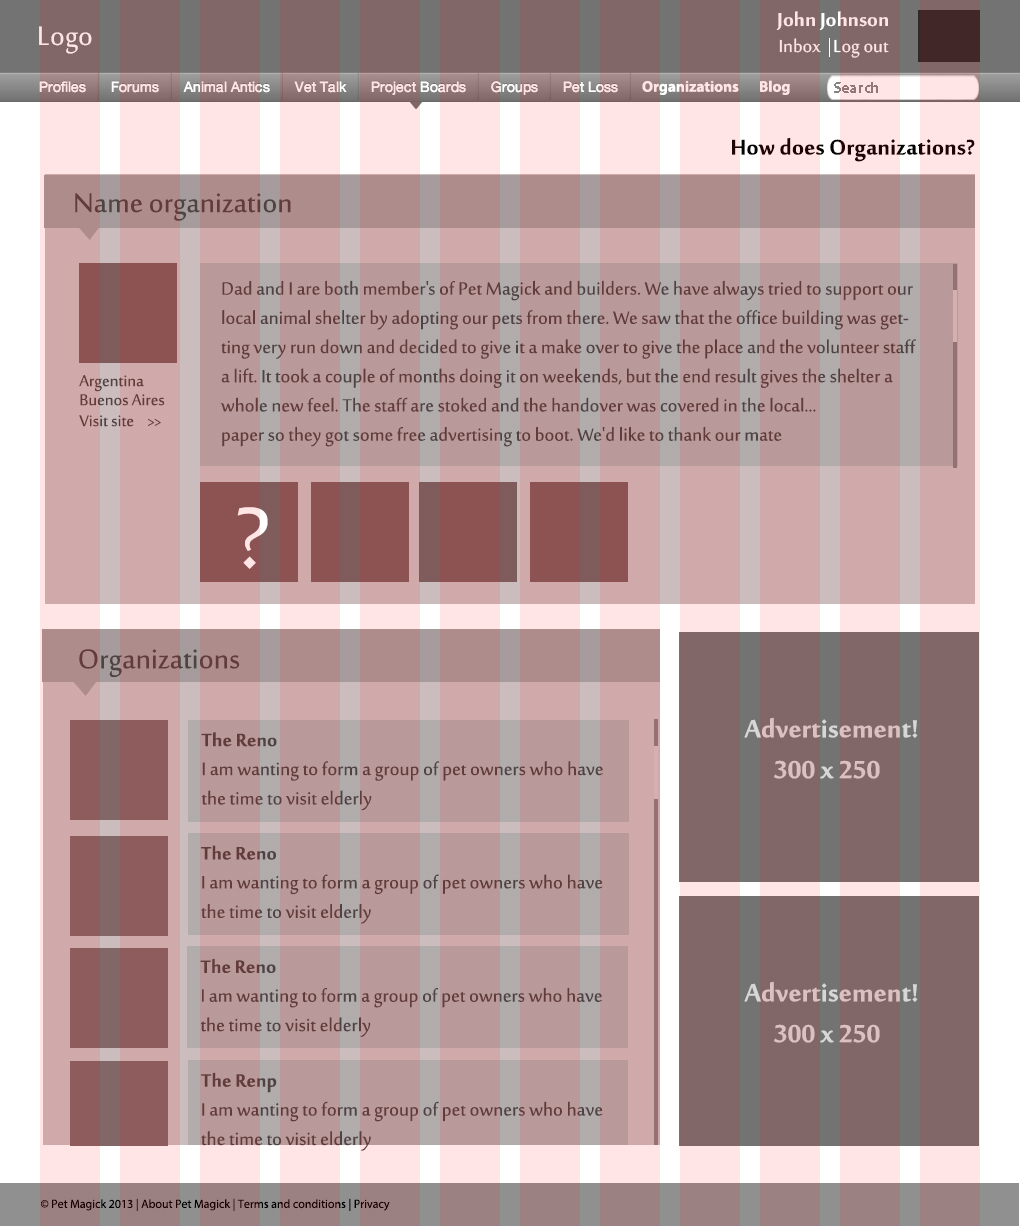 Logo
John Johnson
Inbox |Log out
Profiles Forums Animal Antics Vet Talk Project Boards Groups Pet Loss Organizations Blog Search
How does Organizations?
Name organization
Dad and I are both member's of Pet Magick and builders. We have always tried to support our
local animal shelter by adopting our pets from there. We saw that the office building was get-
ting very run down and decided to give it a make over to give the place and the volunteer staff
a lift. It took a couple of months doing it on weekends, but the end result gives the shelter a
whole new feel. The staff are stoked and the handover was covered in the local...
paper so they got some free advertising to boot. We'd like to thank our mate
Argentina
Buenos Aires
Visit site >>
?
Organizations
The Reno
I am wanting to form a group of pet owners who have
the time to visit elderly
The Reno
I am wanting to form a group of pet owners who have
the time to visit elderly
The Reno
I am wanting to form a group of pet owners who have
the time to visit elderly
The Renp
I am wanting to form a group of pet owners who have
the time to visit elderly
Advertisement!
300 x 250
Advertisement!
300 x 250
© Pet Magick 2013 | About Pet Magick | Terms and conditions | Privacy